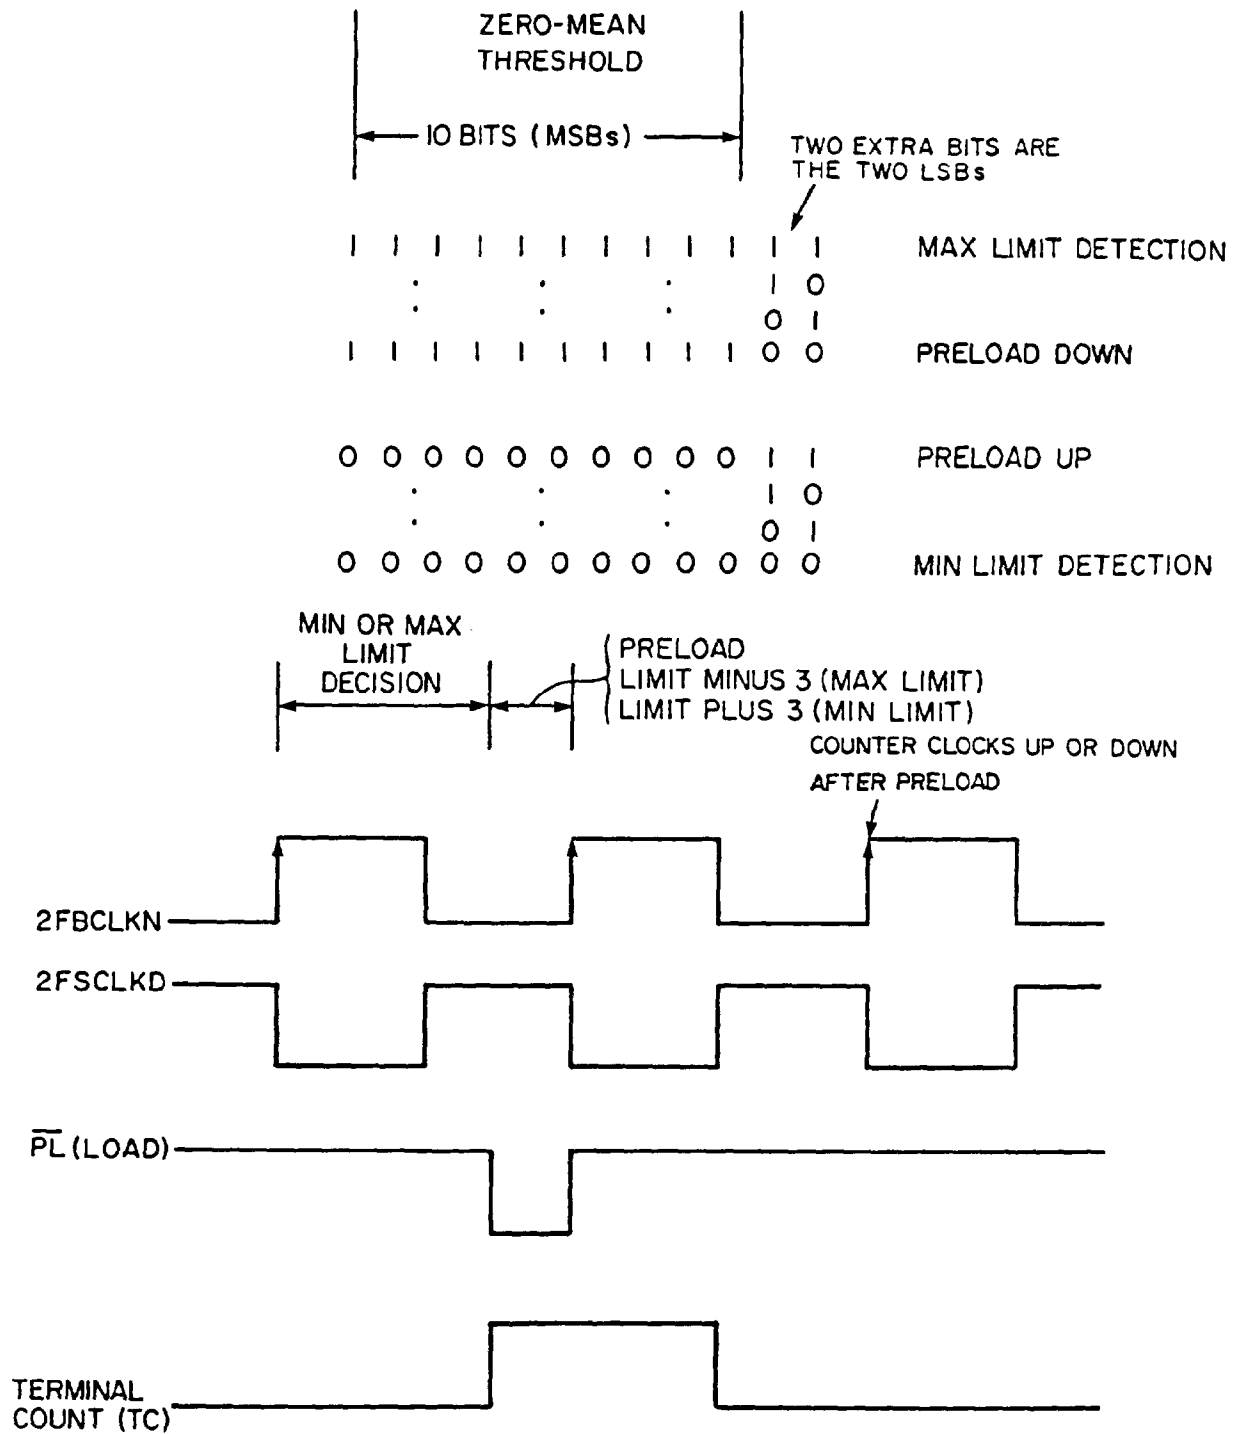 ZERO-MEAN
THRESHOLD
10 BITS (MSBs)
TWO EXTRA BITS ARE
THE TWO LSBs
1 1 1 1 1 1 1 1 1 1 1 1 MAX LIMIT DETECTION
1 0
0 1
1 1 1 1 1 1 1 1 1 1 0 0 PRELOAD DOWN
0 0 0 0 0 0 0 0 0 0 1 1 PRELOAD UP
1 0
0 1
0 0 0 0 0 0 0 0 0 0 0 0 MIN LIMIT DETECTION
MIN OR MAX
LIMIT
DECISION
PRELOAD
LIMIT MINUS 3 (MAX LIMIT)
LIMIT PLUS 3 (MIN LIMIT)
COUNTER CLOCKS UP OR DOWN
AFTER PRELOAD
2FBCLKN
2FSCLKD
P̅L̅ (LOAD)
TERMINAL
COUNT (TC)